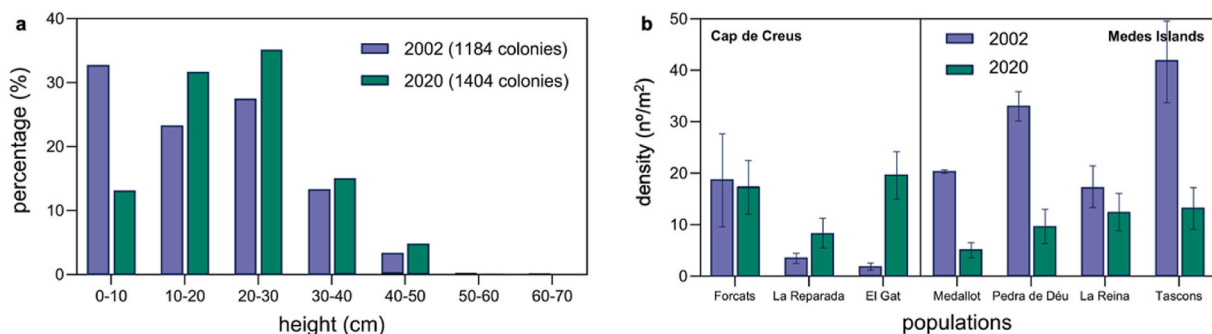 a
40
30
20
10
0
percentage (%)
2002 (1184 colonies)
2020 (1404 colonies)
0-10 10-20 20-30 30-40 40-50 50-60 60-70
height (cm)
b
50
40
30
20
10
0
density (nº/m²)
Cap de Creus
Medes Islands
2002
2020
Forcats La Reparada El Gat Medallot Pedra de Déu La Reina Tascons
populations